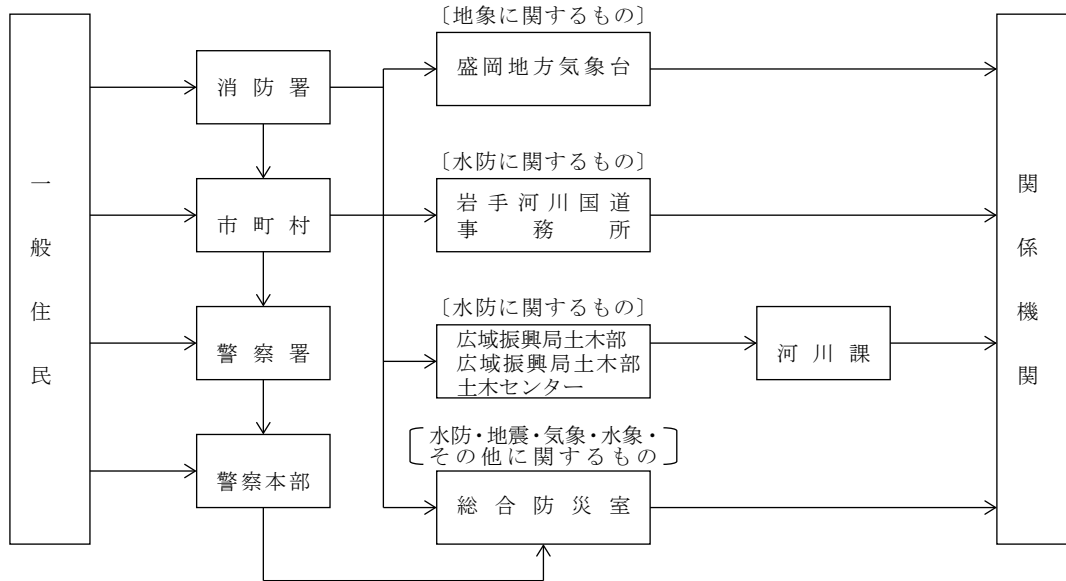 一般住民
消防署
市町村
警察署
警察本部
〔地象に関するもの〕
盛岡地方気象台
〔水防に関するもの〕
岩手河川国道
事務所
〔水防に関するもの〕
広域振興局土木部
広域振興局土木部
土木センター
河川課
水防・地震・気象・水象・
その他に関するもの
総合防災室
関係機関